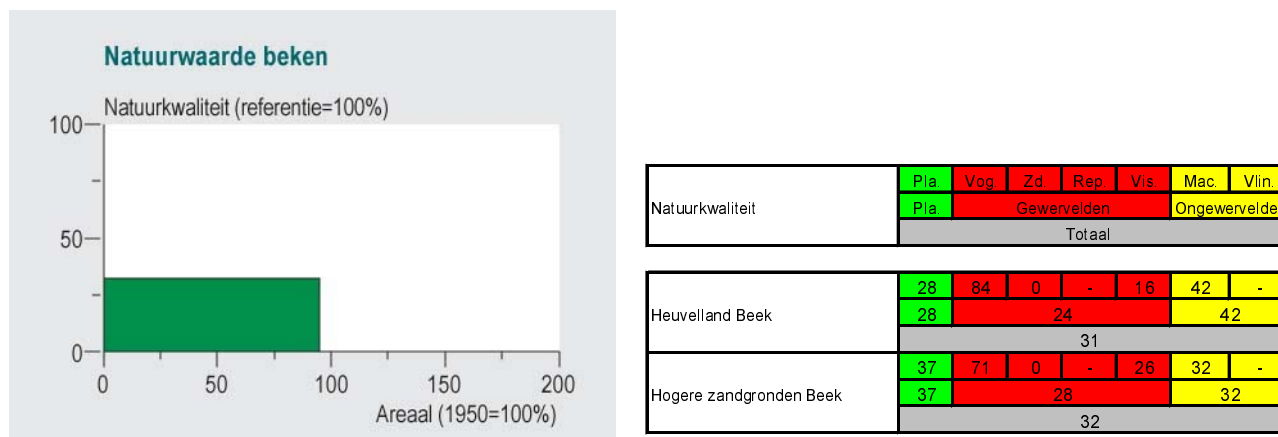 Natuurwaarde beken
Natuurkwaliteit (referentie=100%)
100
50
0
0 50 100 150 200
Areaal (1950=100%)
Natuurkwaliteit
Pla. Vog. Zd. Rep. Vis. Mac. Vlin.
Pla. Gewervelden Ongewervelde
Totaal
Heuvelland Beek
28 84 0 - 16 42 -
28 24 42
31
Hogere zandgronden Beek
37 71 0 - 26 32 -
37 28 32
32